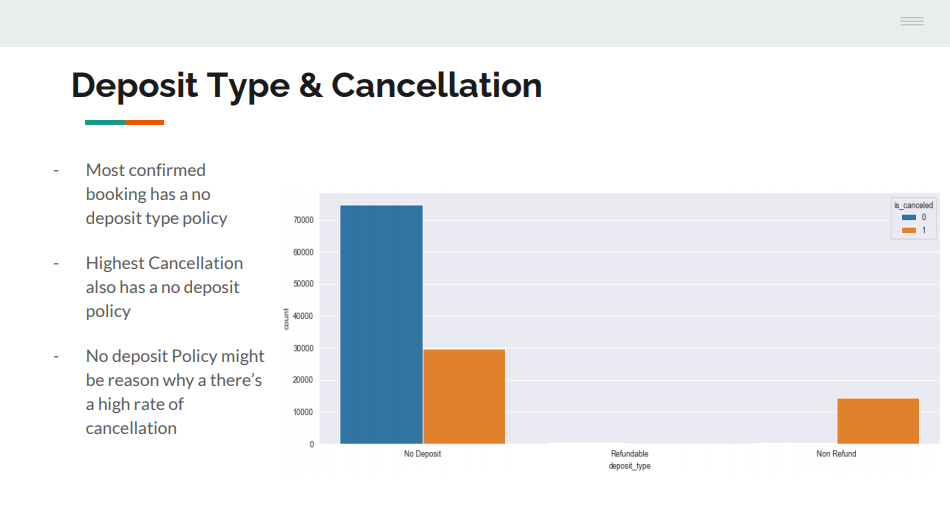 Deposit Type & Cancellation
- Most confirmed
booking has a no
deposit type policy
- Highest Cancellation
also has a no deposit
policy
- No deposit Policy might
be reason why a there's
a high rate of
cancellation
is_canceled
0
1
count
70000
60000
50000
40000
30000
20000
10000
0
No Deposit
Refundable
Non Refund
deposit_type